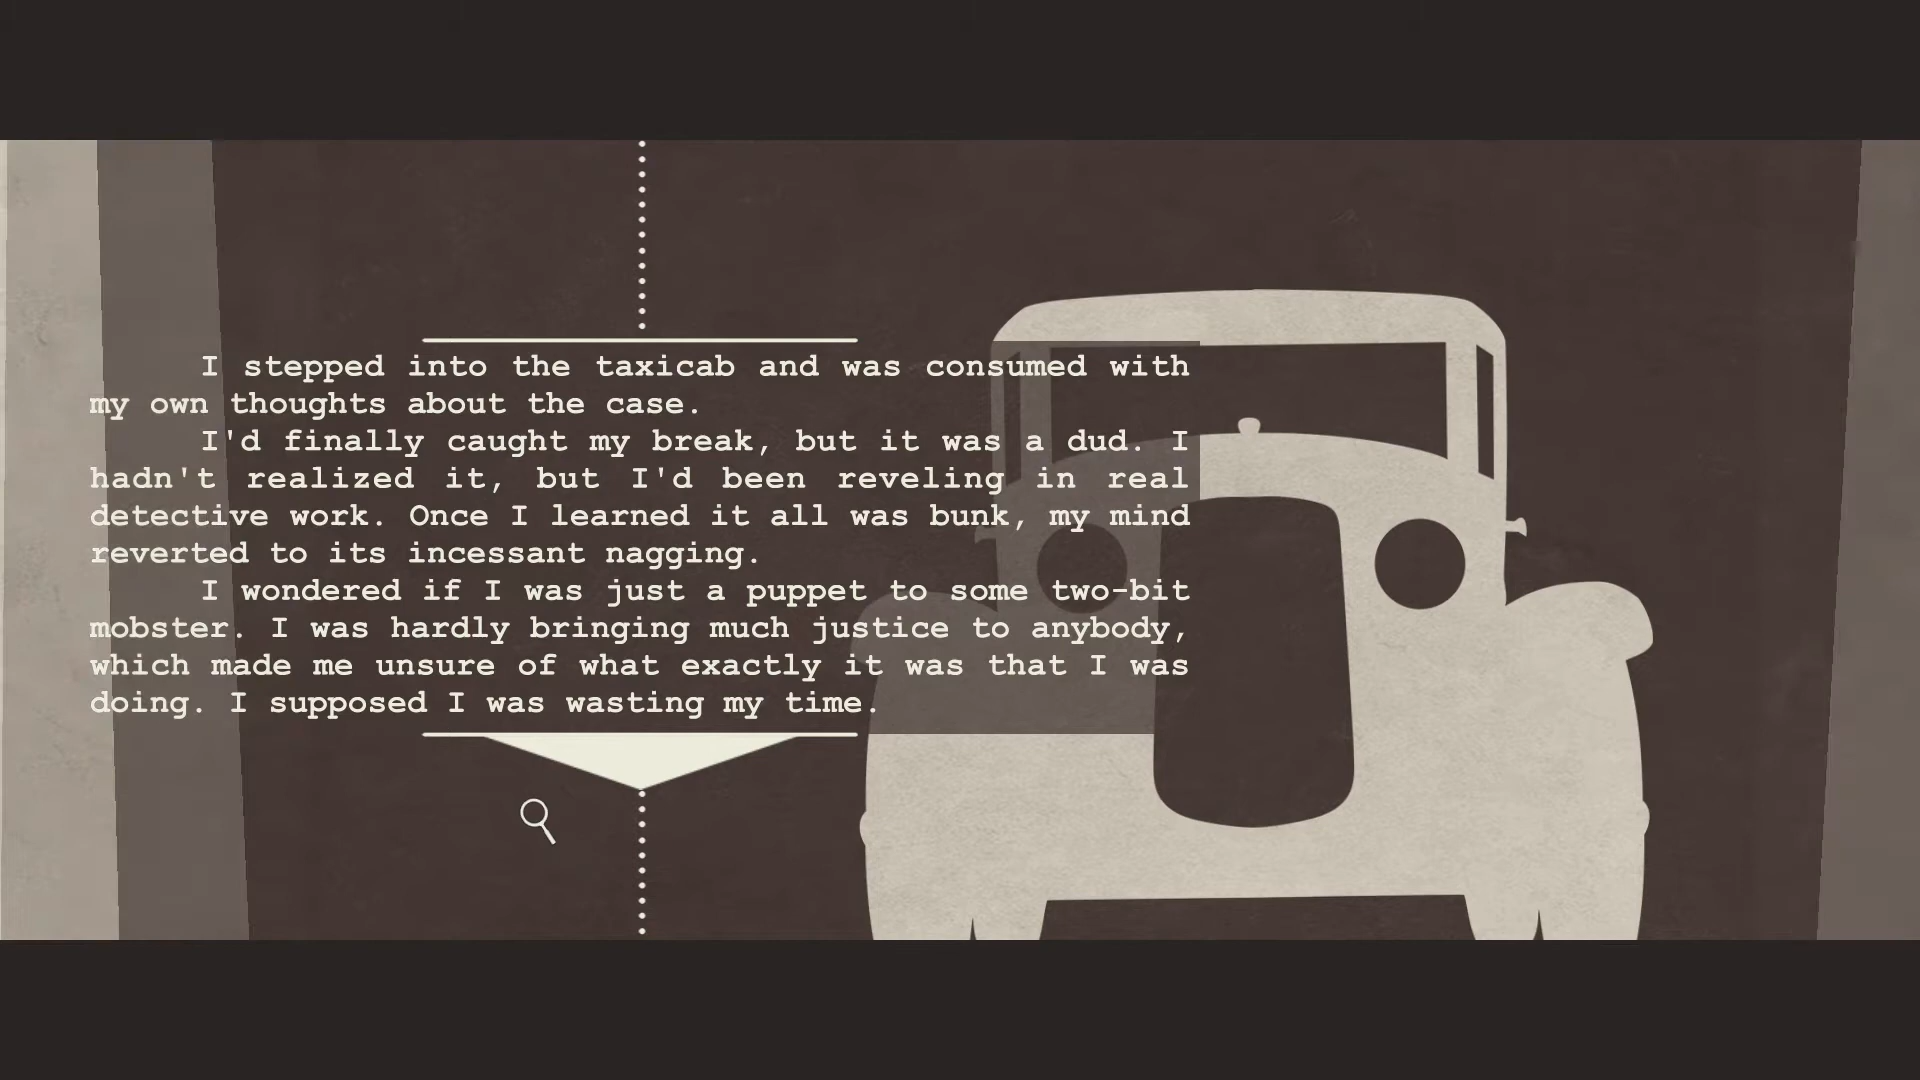 I stepped into the taxicab and was consumed with
my own thoughts about the case.
I'd finally caught my break, but it was a dud. I
hadn't realized it, but I'd been reveling in real
detective work. Once I learned it all was bunk, my mind
reverted to its incessant nagging.
I wondered if I was just a puppet to some two-bit
mobster. I was hardly bringing much justice to anybody,
which made me unsure of what exactly it was that I was
doing. I supposed I was wasting my time.